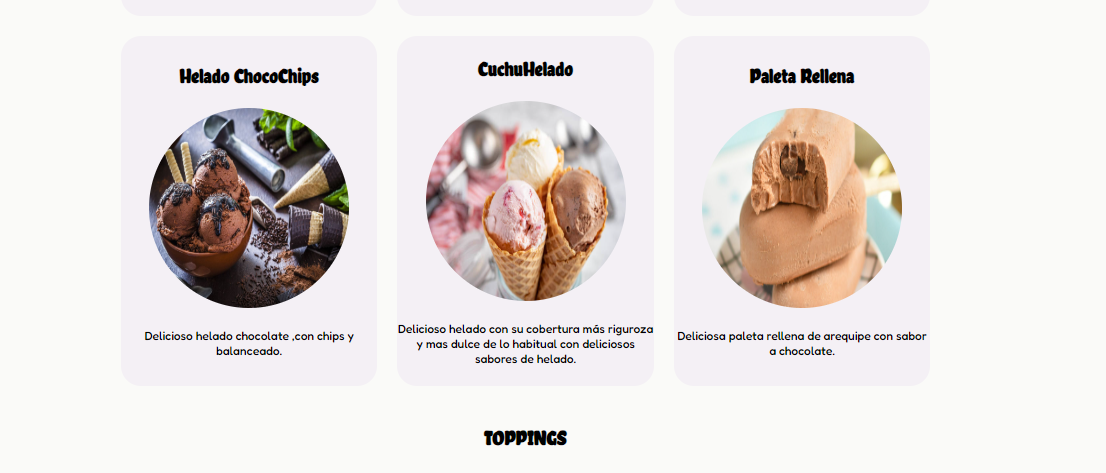 Helado ChocoChips
Delicioso helado chocolate ,con chips y
balanceado.
CuchuHelado
Delicioso helado con su cobertura más riguroza
y mas dulce de lo habitual con deliciosos
sabores de helado.
Paleta Rellena
Deliciosa paleta rellena de arequipe con sabor
a chocolate.
TOPPINGS